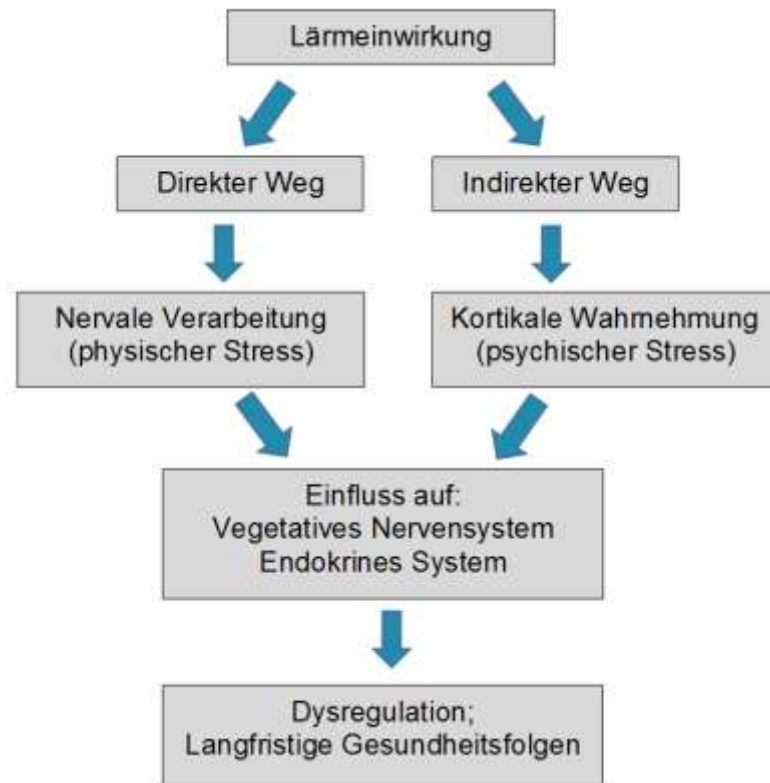 Lärmeinwirkung
Direkter Weg
Indirekter Weg
Nervale Verarbeitung
(physischer Stress)
Kortikale Wahrnehmung
(psychischer Stress)
Einfluss auf:
Vegetatives Nervensystem
Endokrines System
Dysregulation;
Langfristige Gesundheitsfolgen